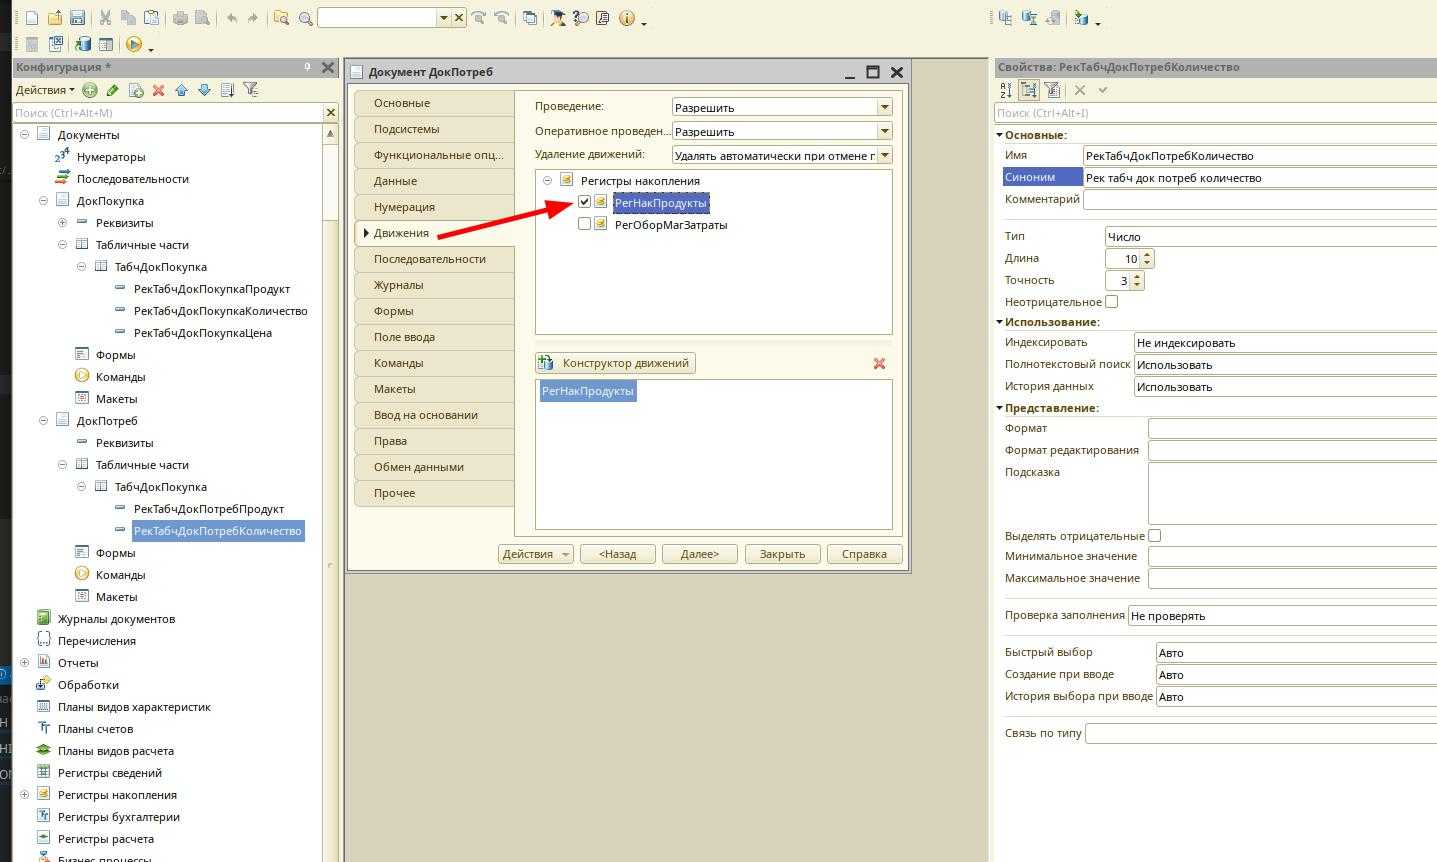 Конфигурация *
Действия
Поиск (Ctrl+Alt+M)
Документы
Нумераторы
Последовательности
ДокПокупка
Реквизиты
Табличные части
ТабчДокПокупка
РекТабчДокПокупкаПродукт
РекТабчДокПокупкаКоличество
РекТабчДокПокупкаЦена
Формы
Команды
Макеты
ДокПотреб
Реквизиты
Табличные части
ТабчДокПокупка
РекТабчДокПотребПродукт
РекТабчДокПотребКоличество
Формы
Команды
Макеты
Журналы документов
Перечисления
Отчеты
Обработки
Планы видов характеристик
Планы счетов
Планы видов расчета
Регистры сведений
Регистры накопления
Регистры бухгалтерии
Регистры расчета
Бизнес-процессы
Документ ДокПотреб
Основные
Подсистемы
Функциональные опц...
Данные
Нумерация
Движения
Последовательности
Журналы
Формы
Поле ввода
Команды
Макеты
Ввод на основании
Права
Обмен данными
Прочее
Проведение: Разрешить
Оперативное проведен... Разрешить
Удаление движений: Удалять автоматически при отмене г
Регистры накопления
РегНакПродукты
РегОборМагЗатраты
Конструктор движений
РегНакПродукты
Действия <Назад Далее> Закрыть Справка
Свойства: РекТабчДокПотребКоличество
Поиск (Ctrl+Alt+I)
Основные:
Имя РекТабчДокПотребКоличество
Синоним Рек табч док потреб количество
Комментарий
Тип Число
Длина 10
Точность 3
Неотрицательное
Использование:
Индексировать Не индексировать
Полнотекстовый поиск Использовать
История данных Использовать
Представление:
Формат
Формат редактирования
Подсказка
Выделять отрицательные
Минимальное значение
Максимальное значение
Проверка заполнения Не проверять
Быстрый выбор Авто
Создание при вводе Авто
История выбора при вводе Авто
Связь по типу